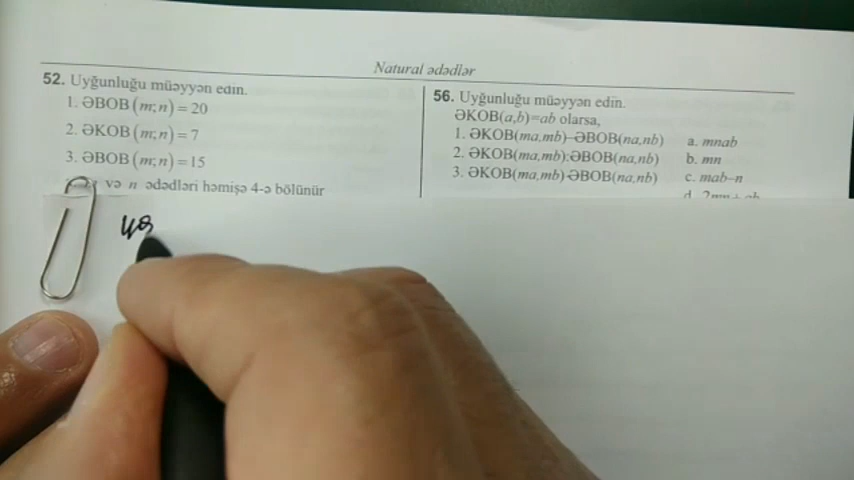 Natural ədədlər
52. Uyğunluğu müəyyən edin.
1. ƏBOB(m;n)=20
2. ƏKOB(m;n)=7
3. ƏBOB(m;n)=15
və n ədədləri həmişə 4-ə bölünür
56. Uyğunluğu müəyyən edin.
ƏKOB(a,b)=ab olarsa,
1. ƏKOB(ma,mb)–ƏBOB(na,nb) a. mnab
2. ƏKOB(ma,mb):ƏBOB(na,nb) b. mn
3. ƏKOB(ma,mb)·ƏBOB(na,nb) c. mab–n